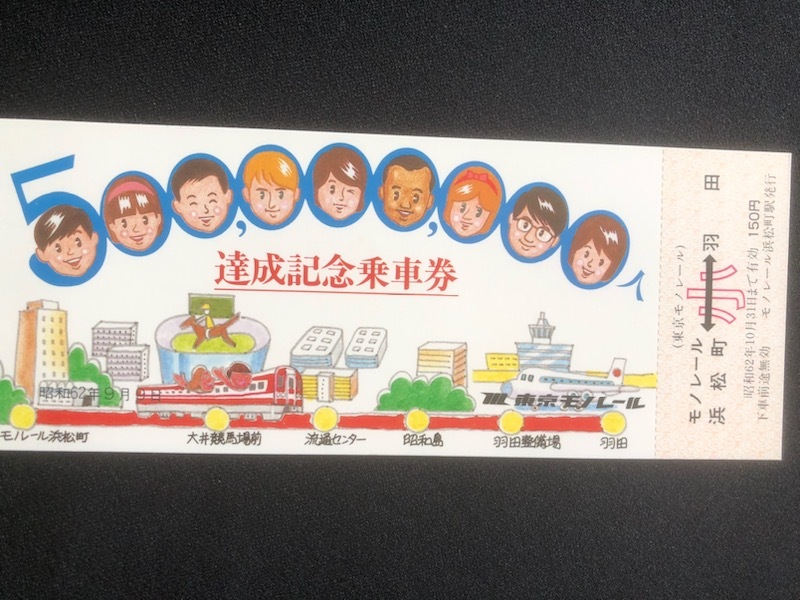 500,000,000人
達成記念乗車券
昭和62年9月 日
東京モノレール
モノレール浜松町 大井競馬場前 流通センター 昭和島 羽田整備場 羽田
(東京モノレール)
モノレール浜松町 ↔ 羽田
小
昭和62年10月31日まで有効 150円
下車前途無効 モノレール浜松町駅発行